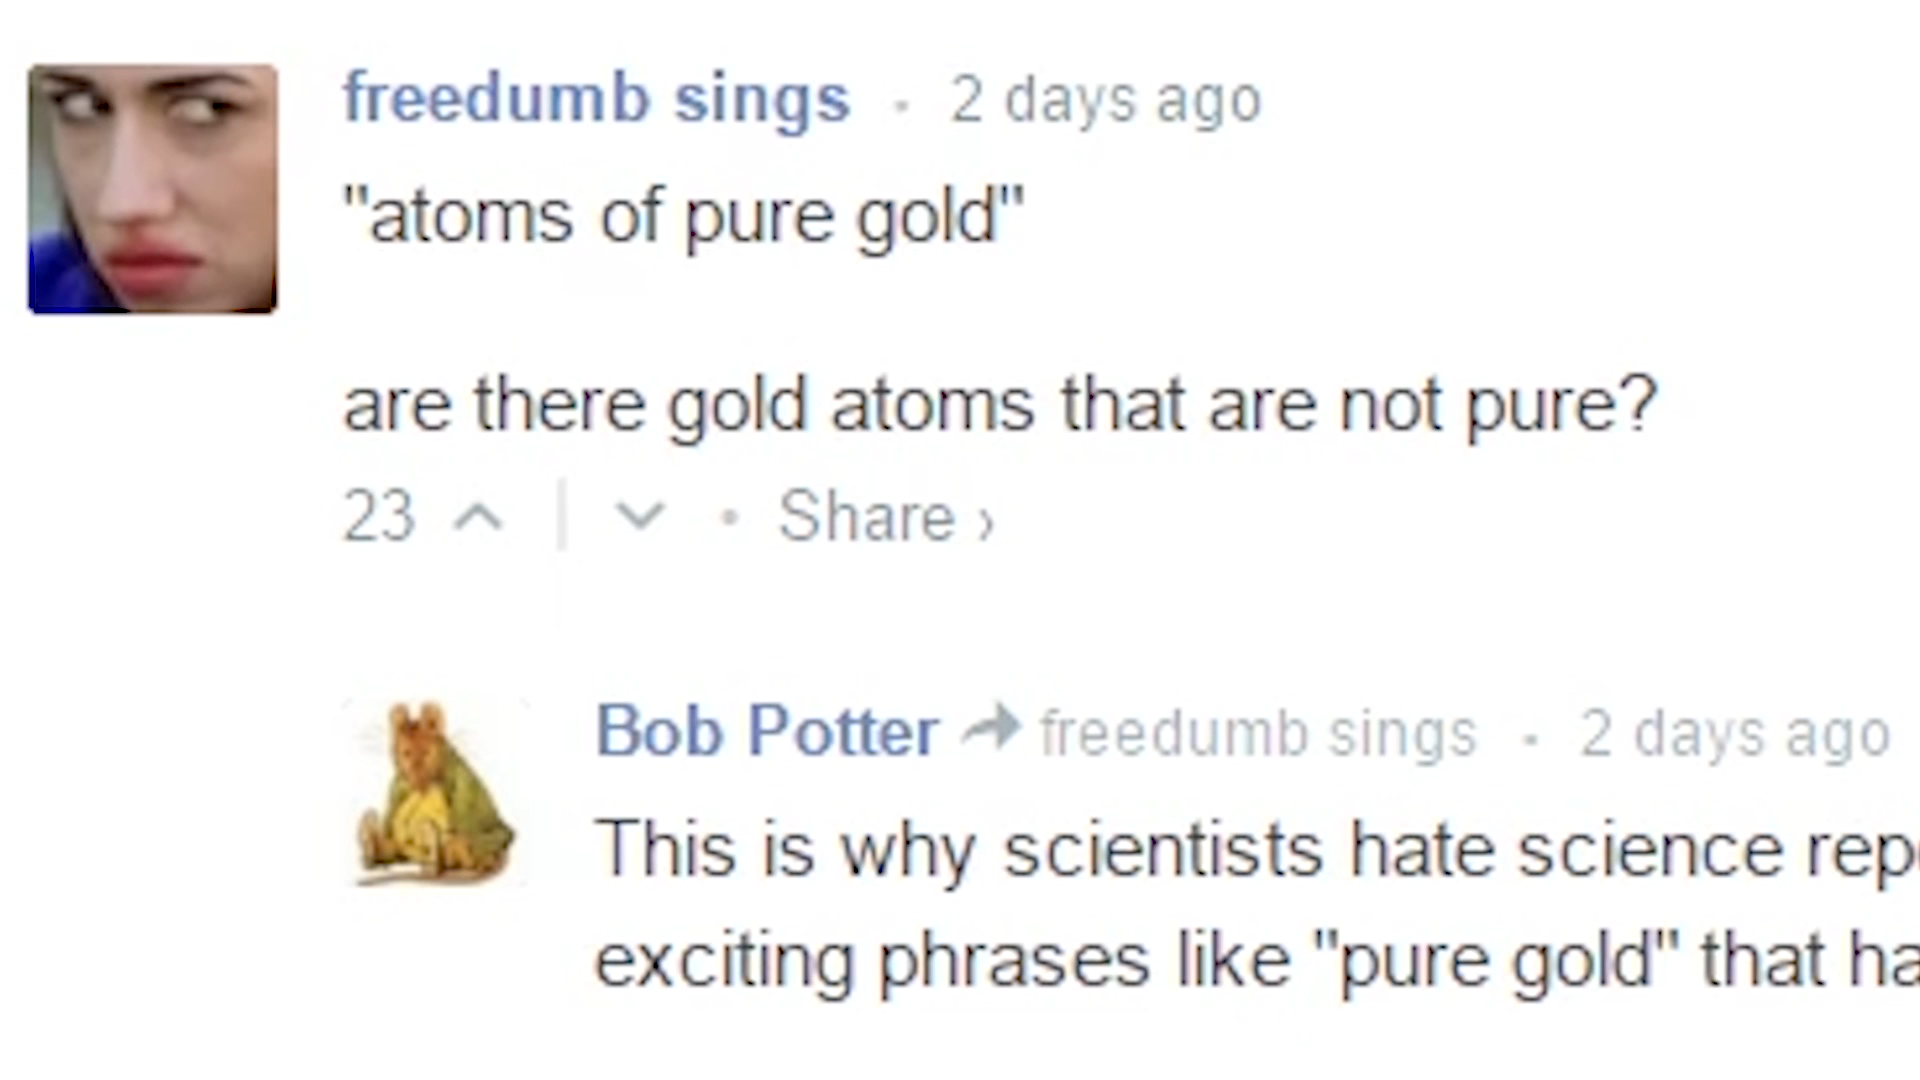 freedumb sings · 2 days ago
"atoms of pure gold"
are there gold atoms that are not pure?
23 | • Share ›
Bob Potter freedumb sings · 2 days ago
This is why scientists hate science
exciting phrases like "pure gold" that